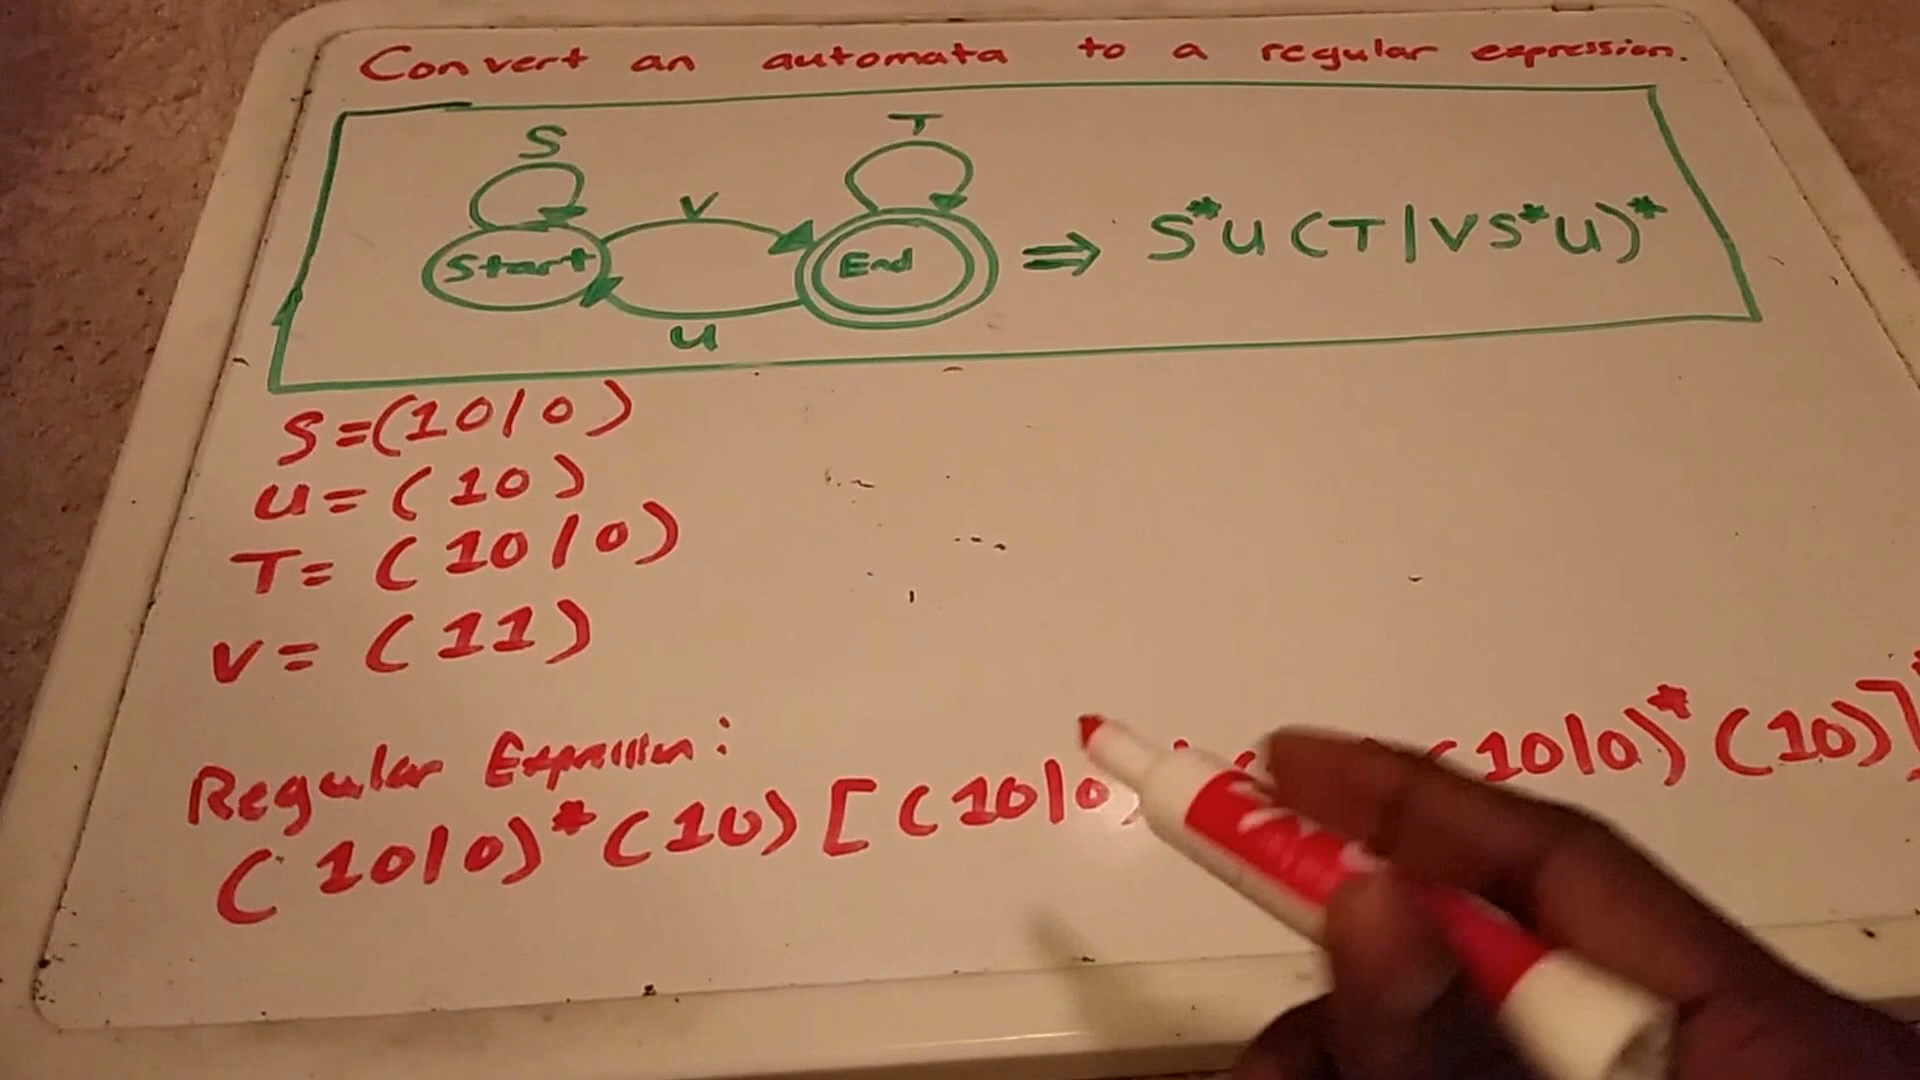 Convert an automata to a regular expression.
S
T
V
Start
End
⇒ S*U(T|VS*U)*
U
S=(10|0)
U=(10)
T=(10|0)
V=(11)
Regular Expression:
(10|0)*(10)[(10|0) (10|0)*(10)]